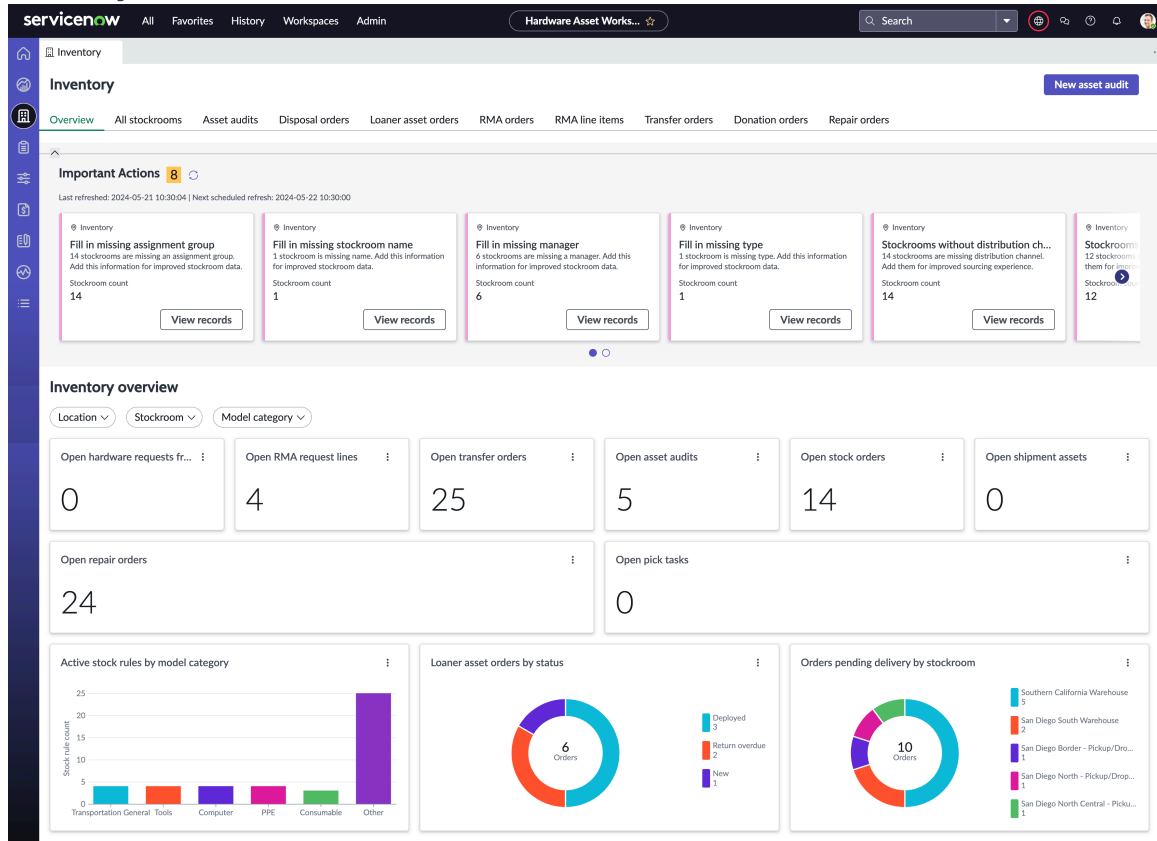 servicenow All Favorites History Workspaces Admin Hardware Asset Works... Search
Inventory
Inventory New asset audit
Overview All stockrooms Asset audits Disposal orders Loaner asset orders RMA orders RMA line items Transfer orders Donation orders Repair orders
Important Actions 8
Last refreshed: 2024-05-21 10:30:04 | Next scheduled refresh: 2024-05-22 10:30:00
Inventory
Fill in missing assignment group
14 stockrooms are missing an assignment group.
Add this information for improved stockroom data.
Stockroom count
14
View records
Inventory
Fill in missing stockroom name
1 stockroom is missing name. Add this information
for improved stockroom data.
Stockroom count
1
View records
Inventory
Fill in missing manager
6 stockrooms are missing a manager. Add this
information for improved stockroom data.
Stockroom count
6
View records
Inventory
Fill in missing type
1 stockroom is missing type. Add this information
for improved stockroom data.
Stockroom count
1
View records
Inventory
Stockrooms without distribution ch...
14 stockrooms are missing distribution channel.
Add them for improved sourcing experience.
Stockroom count
14
View records
Inventory
Stockrooms
12 stockrooms
them for
Stockroom
12
Inventory overview
Location Stockroom Model category
Open hardware requests fr...
0
Open RMA request lines
4
Open transfer orders
25
Open asset audits
5
Open stock orders
14
Open shipment assets
0
Open repair orders
24
Open pick tasks
0
Active stock rules by model category
Stock rule count
25
20
15
10
5
0
Transportation General Tools Computer PPE Consumable Other
Loaner asset orders by status
6
Orders
Deployed
3
Return overdue
2
New
1
Orders pending delivery by stockroom
10
Orders
Southern California Warehouse
5
San Diego South Warehouse
2
San Diego Border - Pickup/Dro...
1
San Diego North - Pickup/Drop...
1
San Diego North Central - Picku...
1